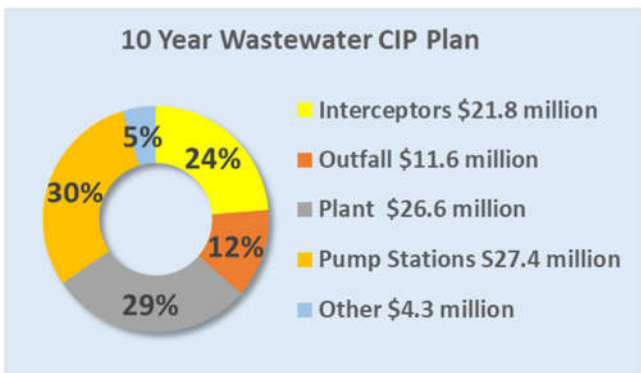 10 Year Wastewater CIP Plan
5%
24%
30%
12%
29%
Interceptors $21.8 million
Outfall $11.6 million
Plant $26.6 million
Pump Stations S27.4 million
Other $4.3 million